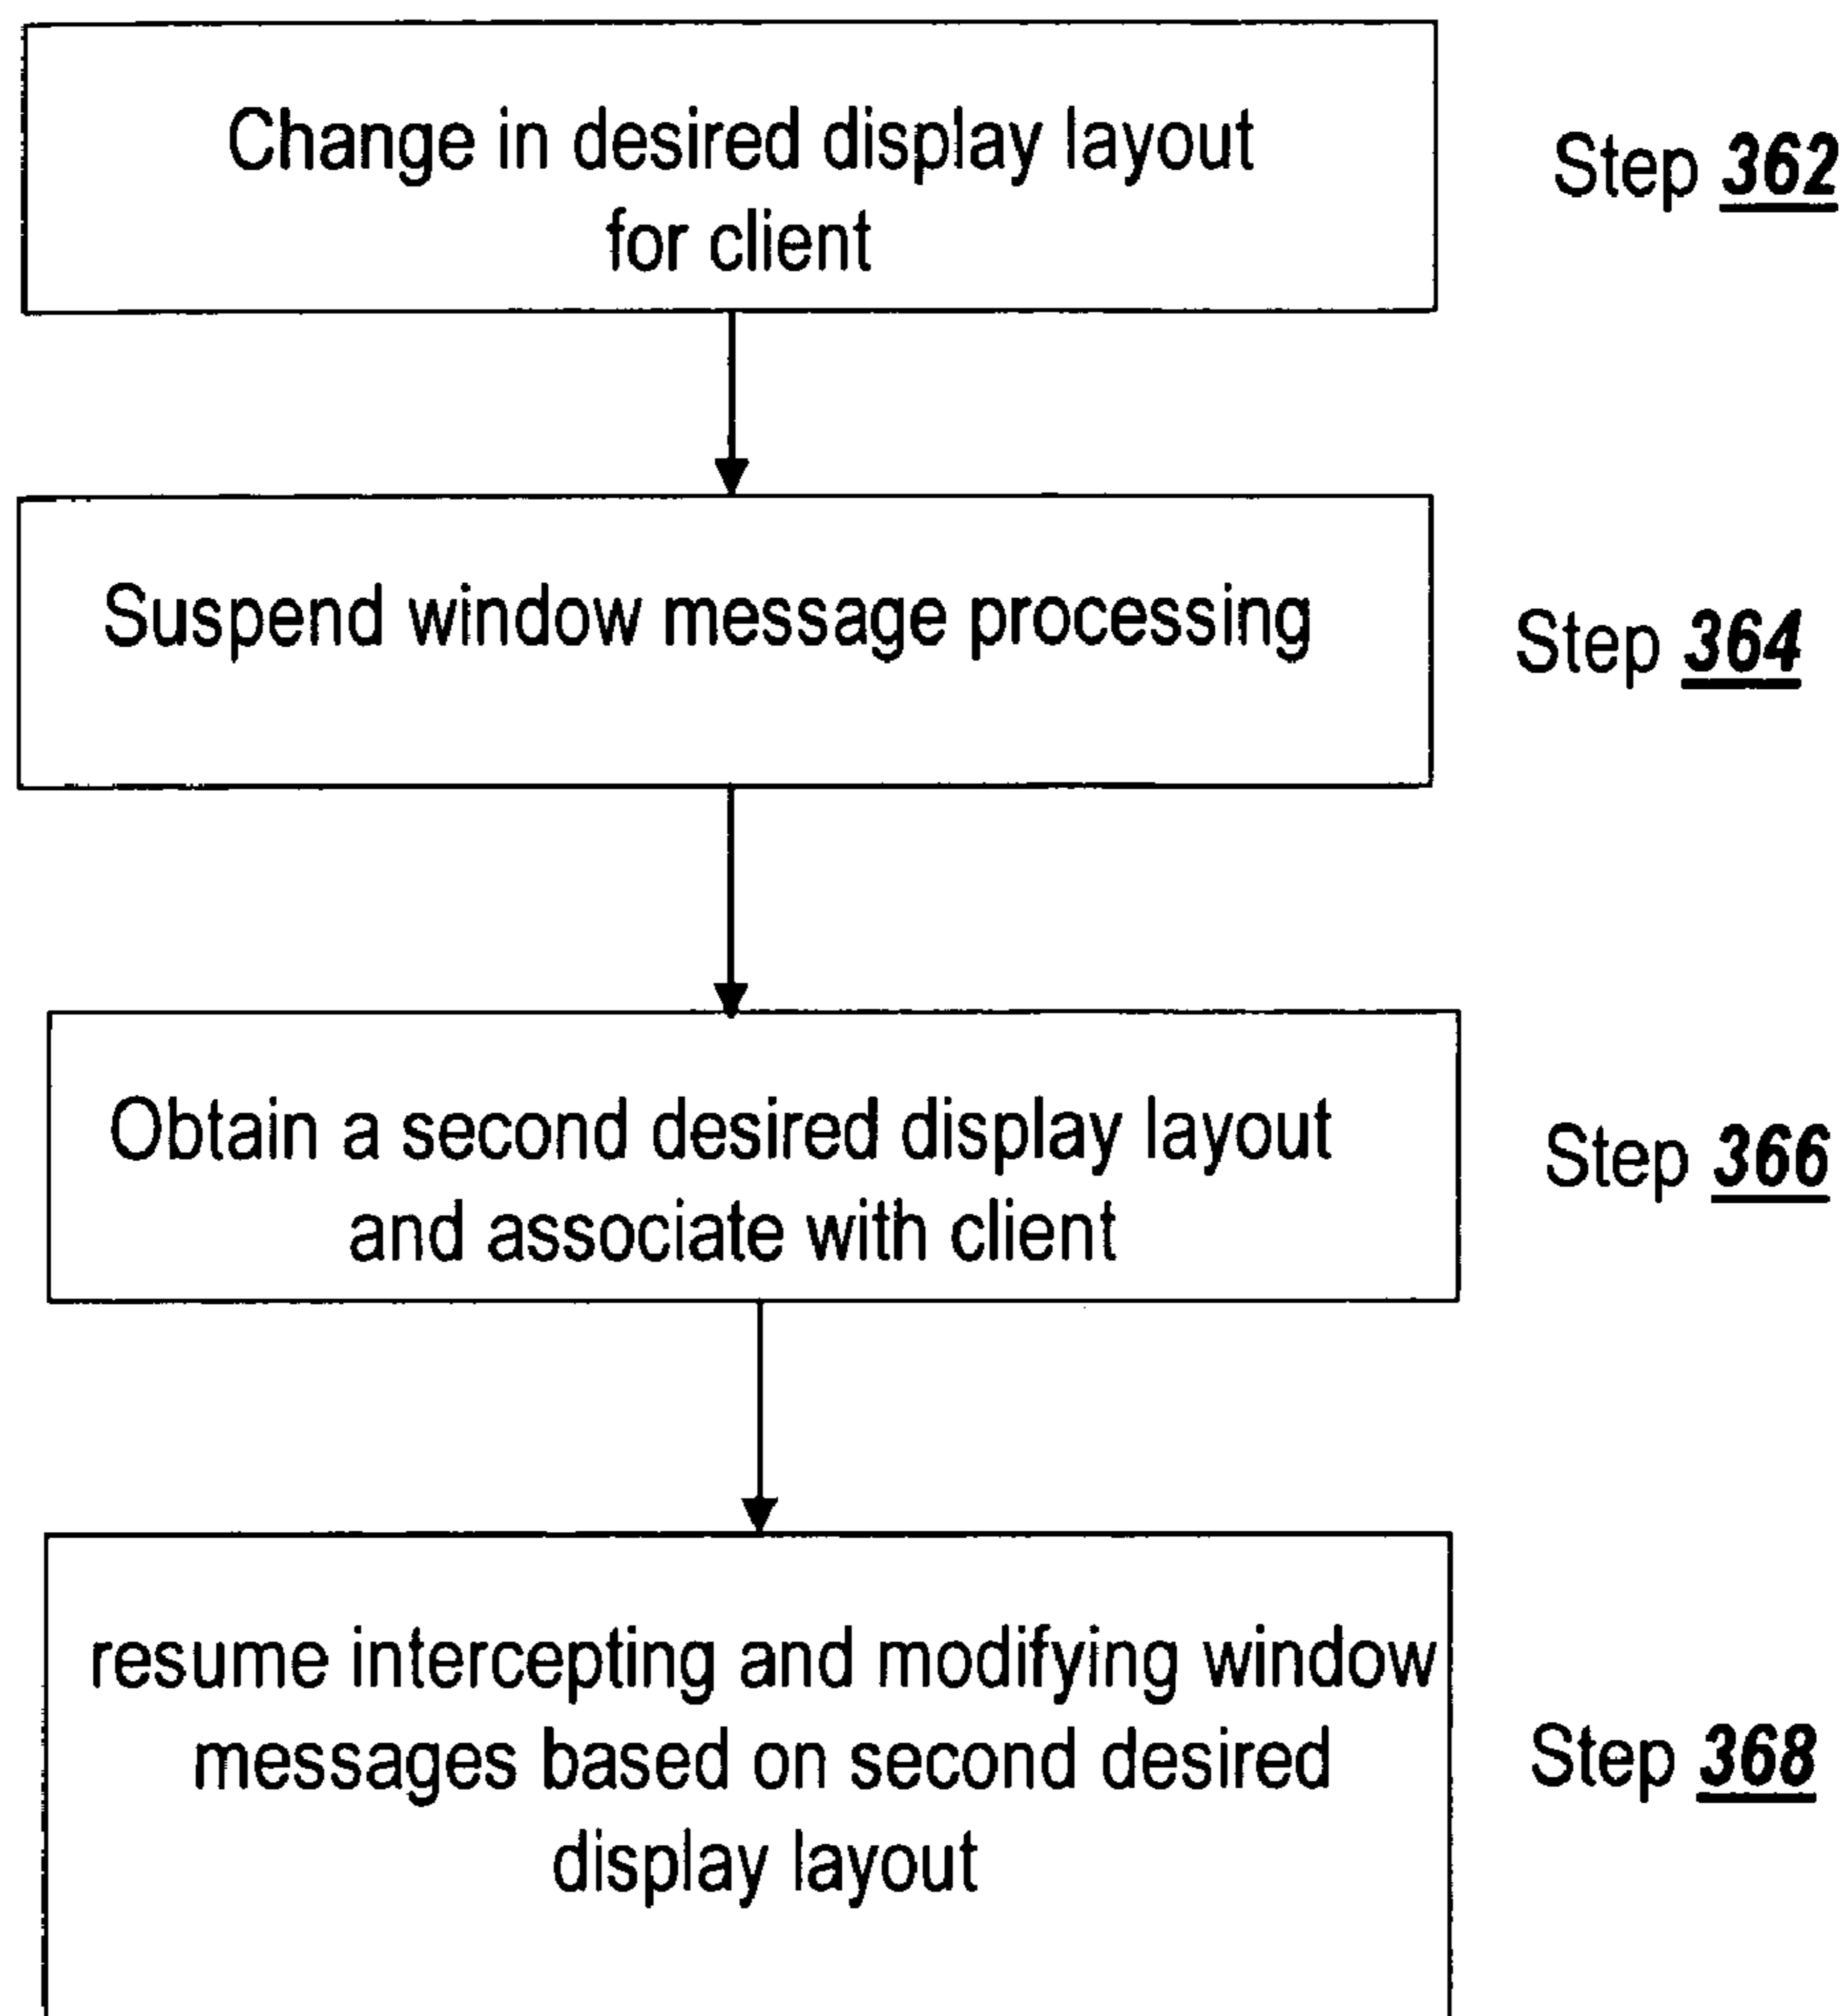 Change in desired display layout
for client
Step 362
Suspend window message processing
Step 364
Obtain a second desired display layout
and associate with client
Step 366
resume intercepting and modifying window
messages based on second desired
display layout
Step 368